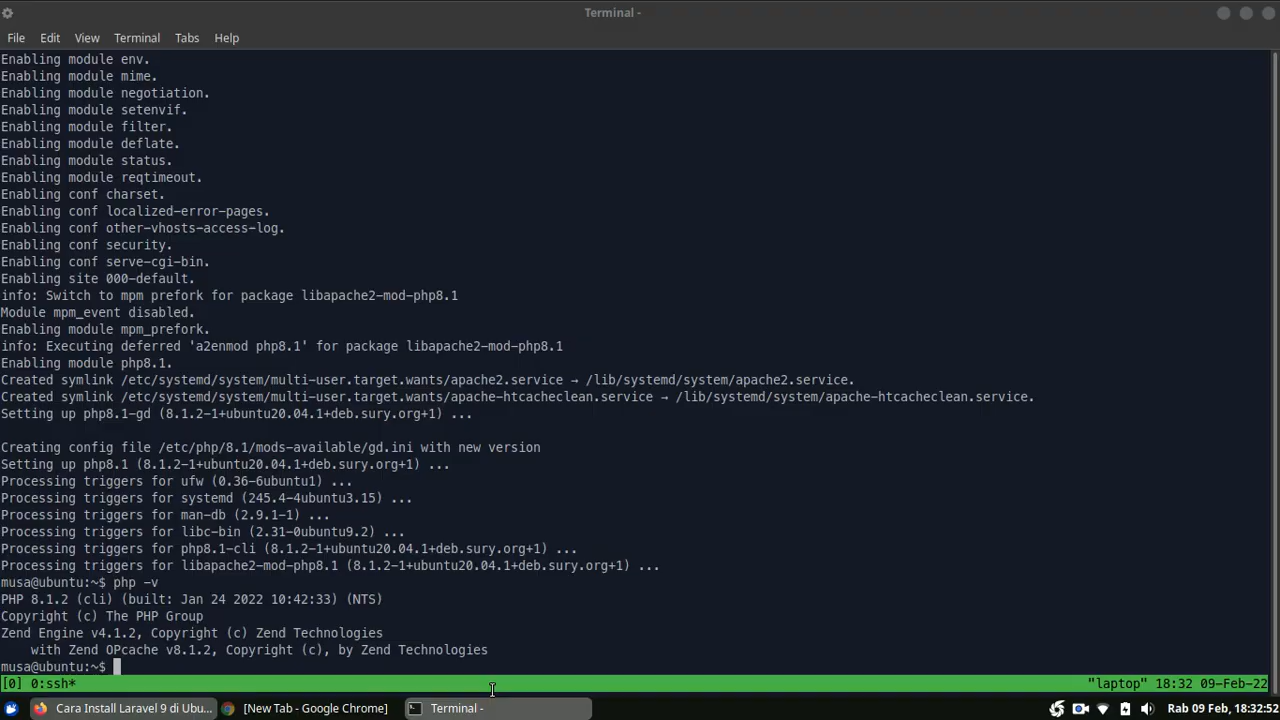 Terminal -
File Edit View Terminal Tabs Help
Enabling module env.
Enabling module mime.
Enabling module negotiation.
Enabling module setenvif.
Enabling module filter.
Enabling module deflate.
Enabling module status.
Enabling module reqtimeout.
Enabling conf charset.
Enabling conf localized-error-pages.
Enabling conf other-vhosts-access-log.
Enabling conf security.
Enabling conf serve-cgi-bin.
Enabling site 000-default.
info: Switch to mpm prefork for package libapache2-mod-php8.1
Module mpm_event disabled.
Enabling module mpm_prefork.
info: Executing deferred 'a2enmod php8.1' for package libapache2-mod-php8.1
Enabling module php8.1.
Created symlink /etc/systemd/system/multi-user.target.wants/apache2.service → /lib/systemd/system/apache2.service.
Created symlink /etc/systemd/system/multi-user.target.wants/apache-htcacheclean.service → /lib/systemd/system/apache-htcacheclean.service.
Setting up php8.1-gd (8.1.2-1+ubuntu20.04.1+deb.sury.org+1) ...
Creating config file /etc/php/8.1/mods-available/gd.ini with new version
Setting up php8.1 (8.1.2-1+ubuntu20.04.1+deb.sury.org+1) ...
Processing triggers for ufw (0.36-6ubuntu1) ...
Processing triggers for systemd (245.4-4ubuntu3.15) ...
Processing triggers for man-db (2.9.1-1) ...
Processing triggers for libc-bin (2.31-0ubuntu9.2) ...
Processing triggers for php8.1-cli (8.1.2-1+ubuntu20.04.1+deb.sury.org+1) ...
Processing triggers for libapache2-mod-php8.1 (8.1.2-1+ubuntu20.04.1+deb.sury.org+1) ...
musa@ubuntu:~$ php -v
PHP 8.1.2 (cli) (built: Jan 24 2022 10:42:33) (NTS)
Copyright (c) The PHP Group
Zend Engine v4.1.2, Copyright (c) Zend Technologies
    with Zend OPcache v8.1.2, Copyright (c), by Zend Technologies
musa@ubuntu:~$
[0] 0:ssh* "laptop" 18:32 09-Feb-22
Cara Install Laravel 9 di Ubu... [New Tab - Google Chrome] Terminal - Rab 09 Feb, 18:32:52